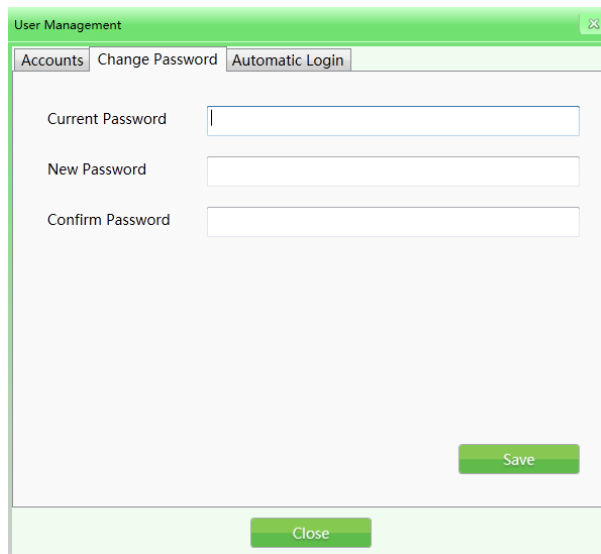 User Management
Accounts Change Password Automatic Login
Current Password
New Password
Confirm Password
Save
Close